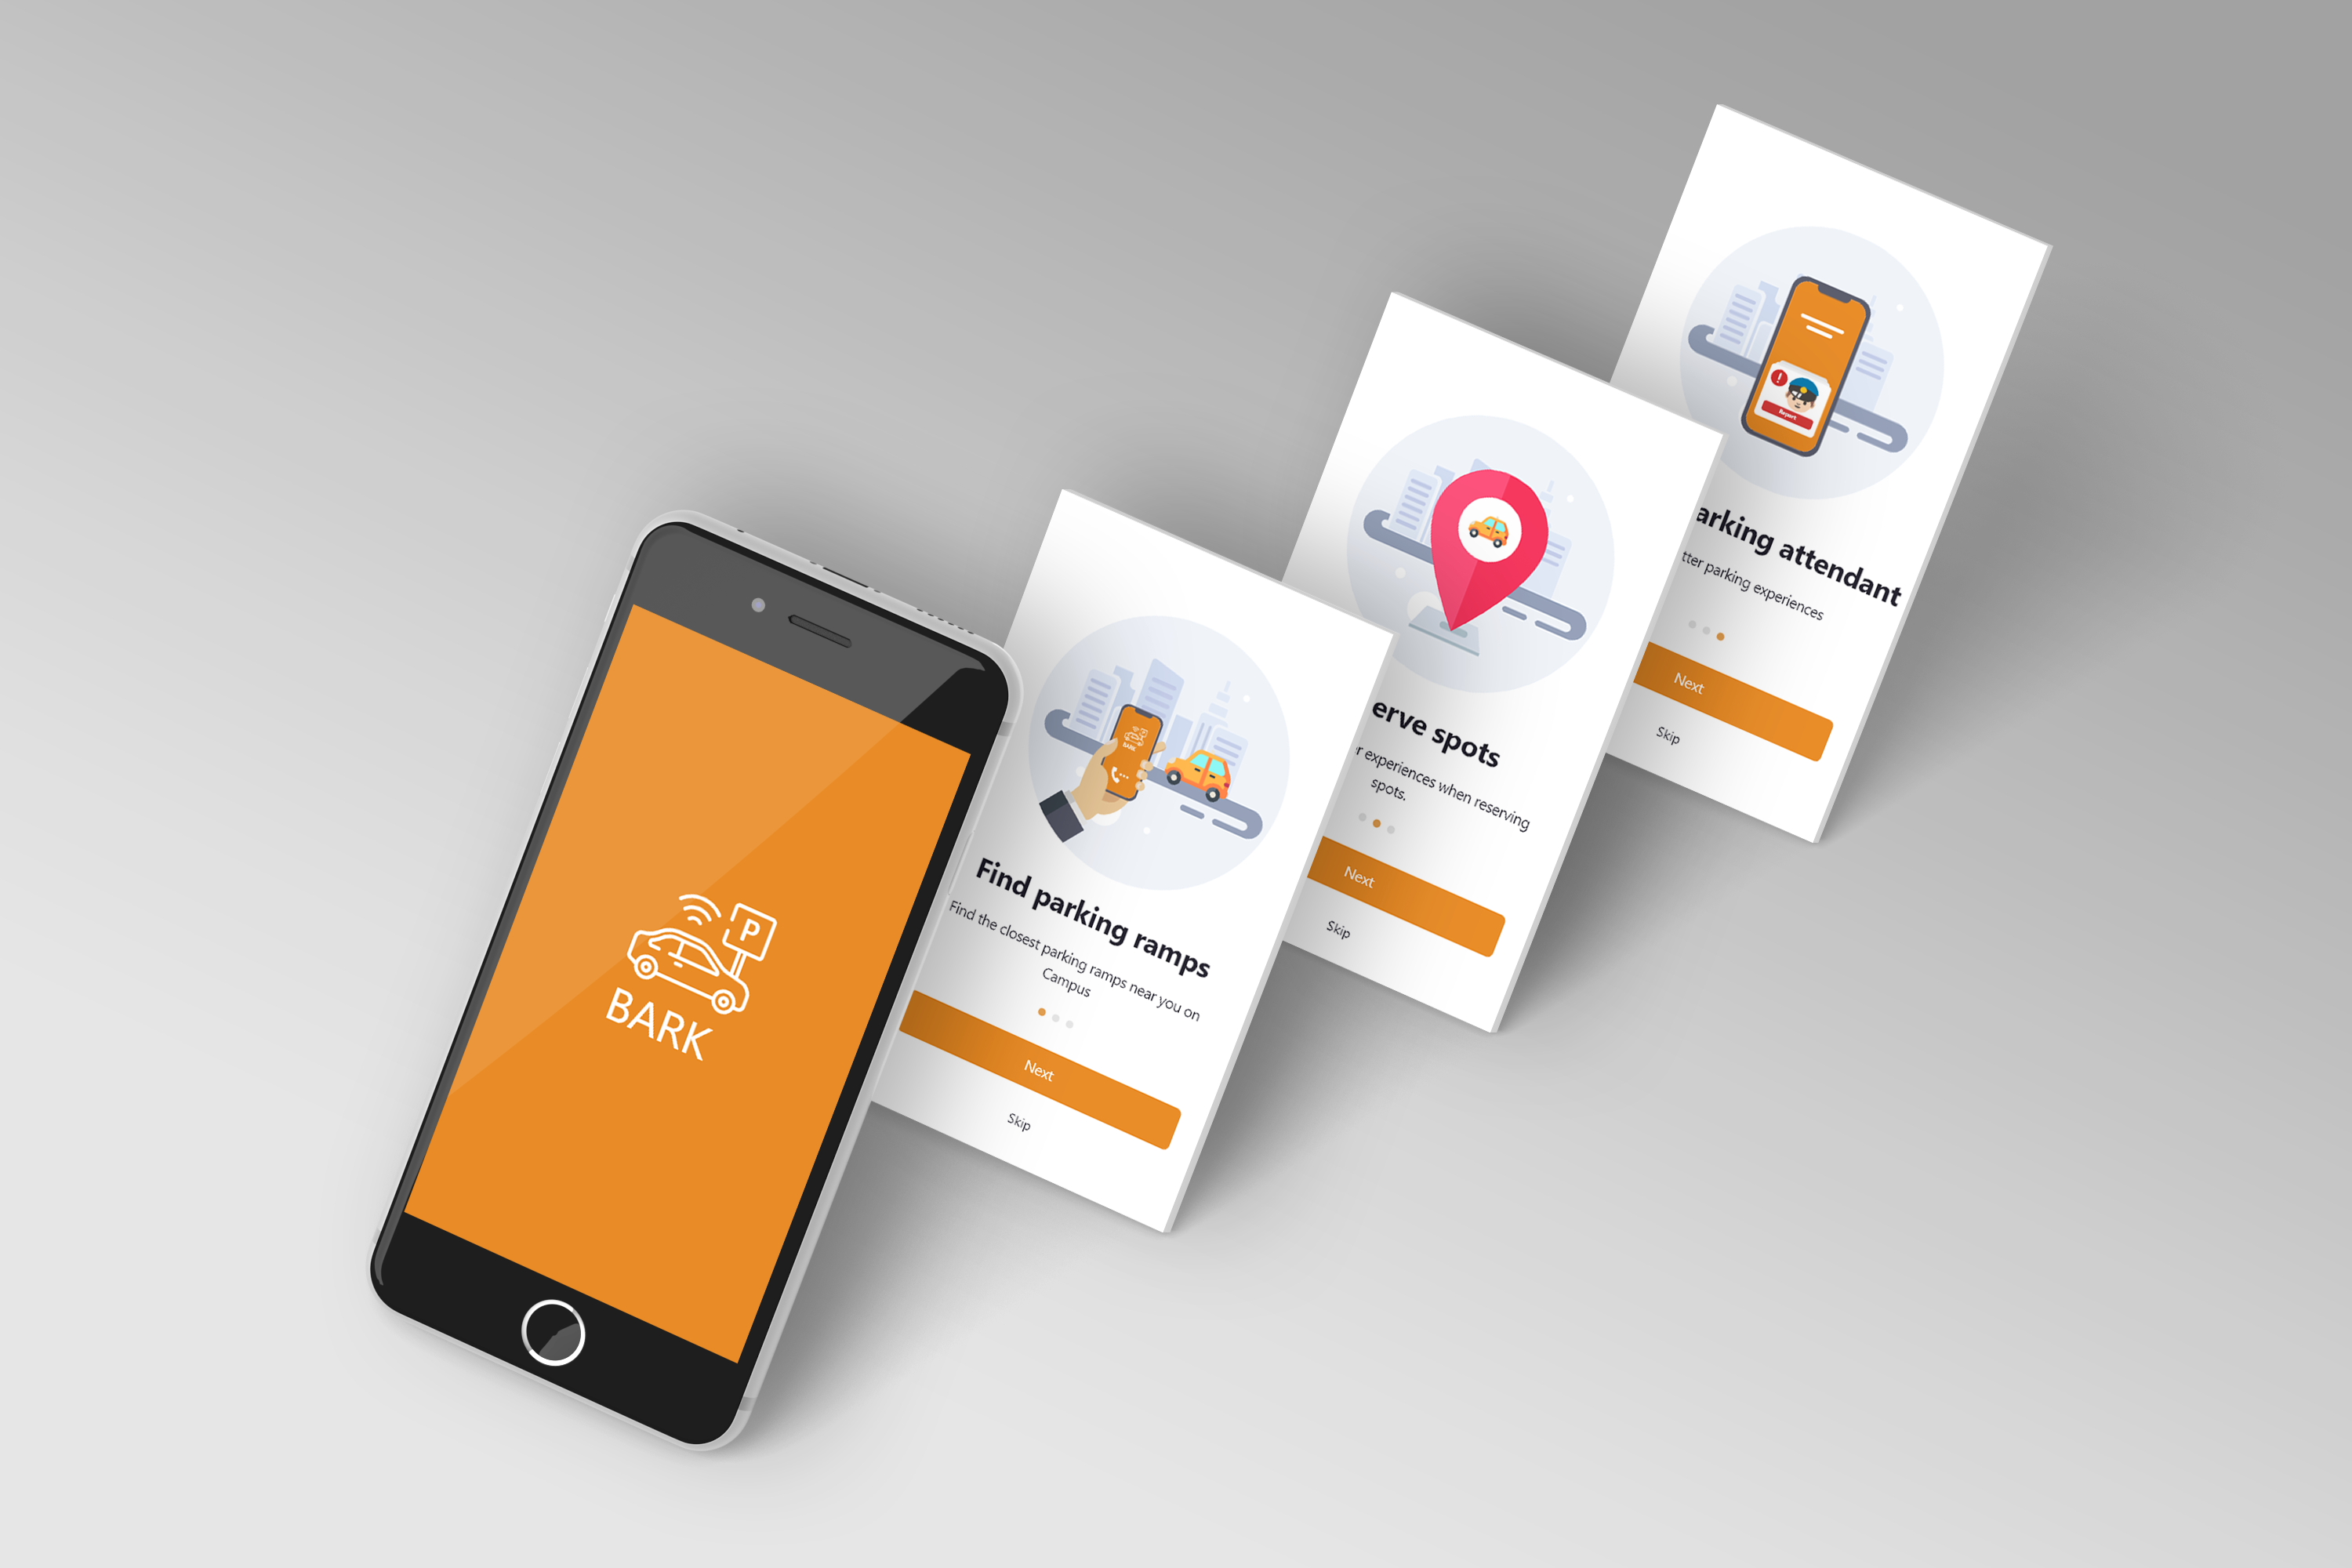 P
BARK
Find parking ramps
Find the closest parking ramps near you on
Campus
Next
Skip
BARK
erve spots
r experiences when reserving
spots.
Next
Skip
!
Report
arking attendant
tter parking experiences
Next
Skip